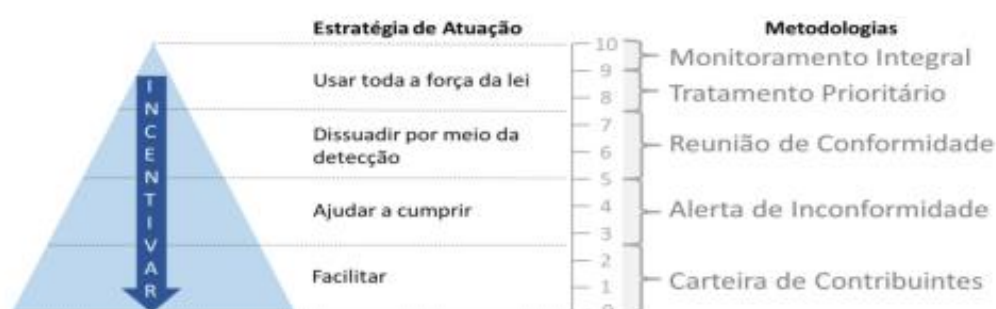 Estratégia de Atuação
Metodologias
INCENTIVAR
Usar toda a força da lei
Dissuadir por meio da
detecção
Ajudar a cumprir
Facilitar
10
9
8
7
6
5
4
3
2
1
0
Monitoramento Integral
Tratamento Prioritário
Reunião de Conformidade
Alerta de Inconformidade
Carteira de Contribuintes